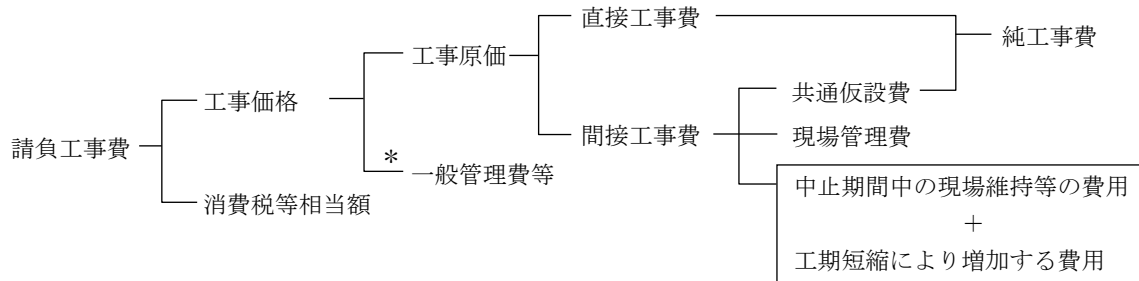 直接工事費
純工事費
工事原価
工事価格
共通仮設費
間接工事費
現場管理費
請負工事費
*
一般管理費等
中止期間中の現場維持等の費用
消費税等相当額
+
工期短縮により増加する費用